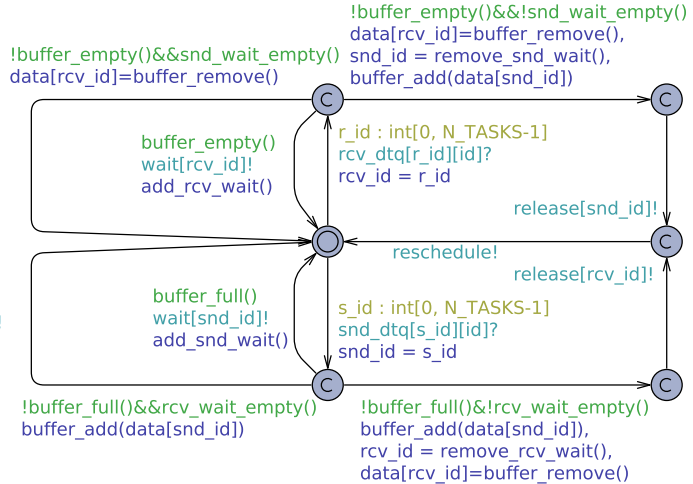 !buffer_empty()&&!snd_wait_empty()
data[rcv_id]=buffer_remove(),
snd_id = remove_snd_wait(),
buffer_add(data[snd_id])
!buffer_empty()&&snd_wait_empty()
data[rcv_id]=buffer_remove()
C
C
buffer_empty()
wait[rcv_id]!
add_rcv_wait()
r_id : int[0, N_TASKS-1]
rcv_dtq[r_id][id]?
rcv_id = r_id
release[snd_id]!
C
reschedule!
release[rcv_id]!
buffer_full()
wait[snd_id]!
add_snd_wait()
s_id : int[0, N_TASKS-1]
snd_dtq[s_id][id]?
snd_id = s_id
C
C
!buffer_full()&&rcv_wait_empty()
buffer_add(data[snd_id])
!buffer_full()&!rcv_wait_empty()
buffer_add(data[snd_id]),
rcv_id = remove_rcv_wait(),
data[rcv_id]=buffer_remove()